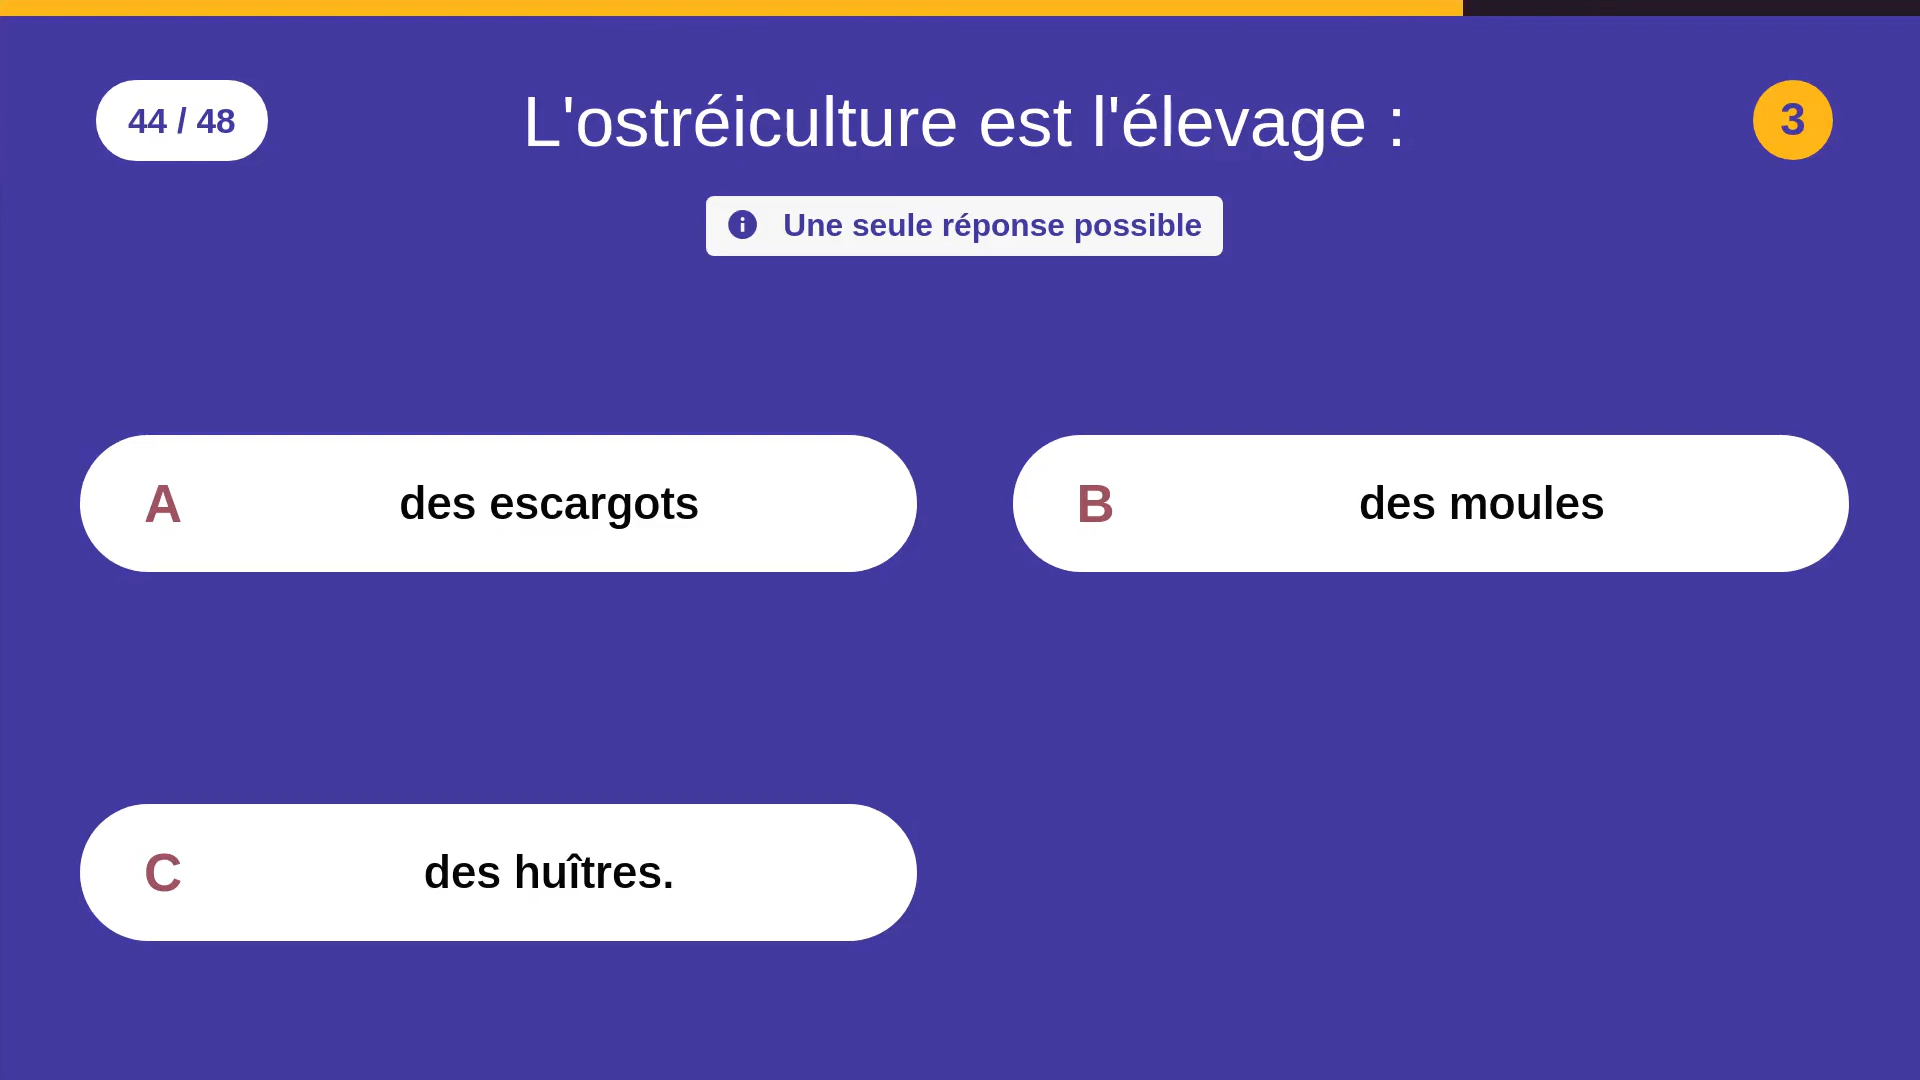 44 / 48
L'ostréiculture est l'élevage :
3
Une seule réponse possible
A des escargots
B des moules
C des huîtres.